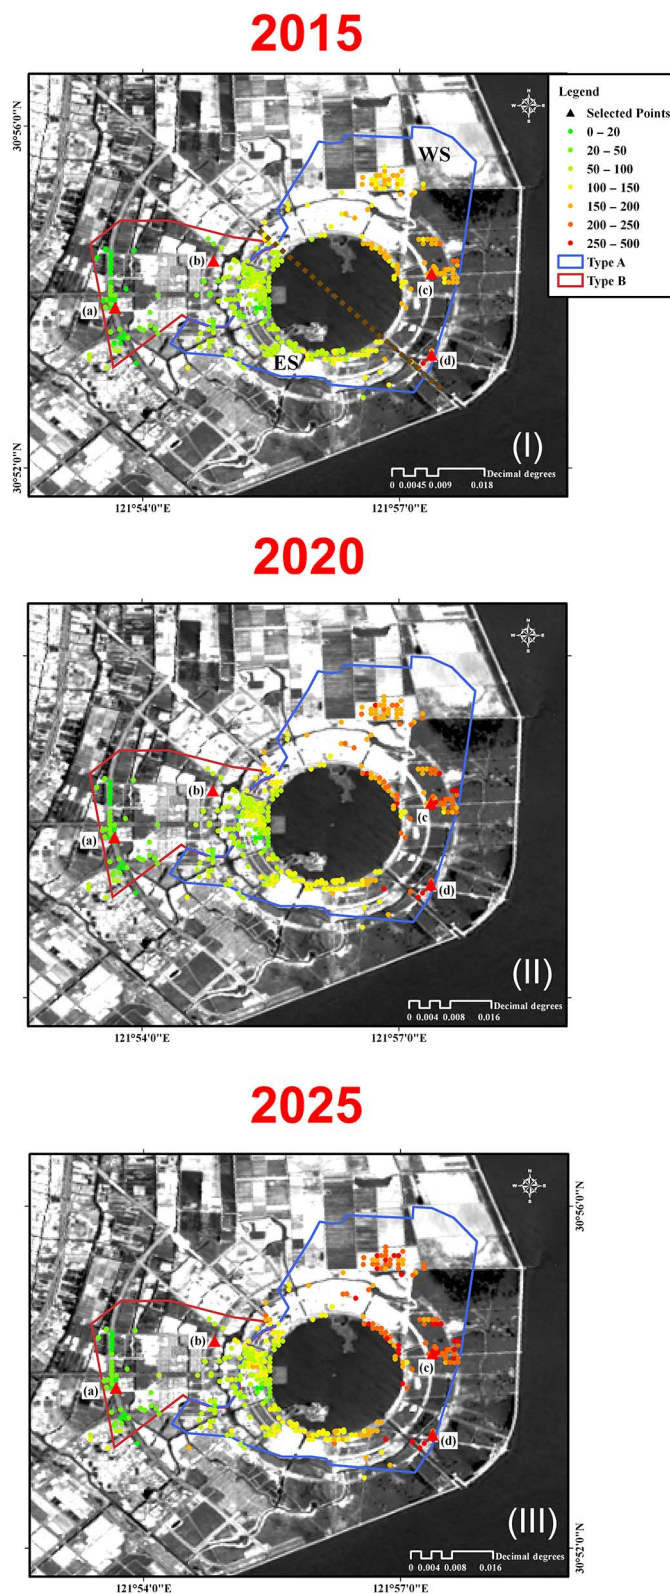 2015
30°56'0"N
30°52'0"N
WS
ES
(a)
(b)
(c)
(d)
N
W
E
S
Legend
Selected Points
0 – 20
20 – 50
50 – 100
100 – 150
150 – 200
200 – 250
250 – 500
Type A
Type B
(I)
Decimal degrees
0 0.0045 0.009 0.018
121°54'0"E 121°57'0"E
2020
N
W
E
S
(b)
(a)
(c
(d)
(II)
Decimal degrees
0 0.004 0.008 0.016
121°54'0"E 121°57'0"E
2025
N
W
E
S
30°56'0"N
(b)
(c)
(a)
(d)
(III)
30°52'0"N
Decimal degrees
0 0.004 0.008 0.016
121°54'0"E 121°57'0"E